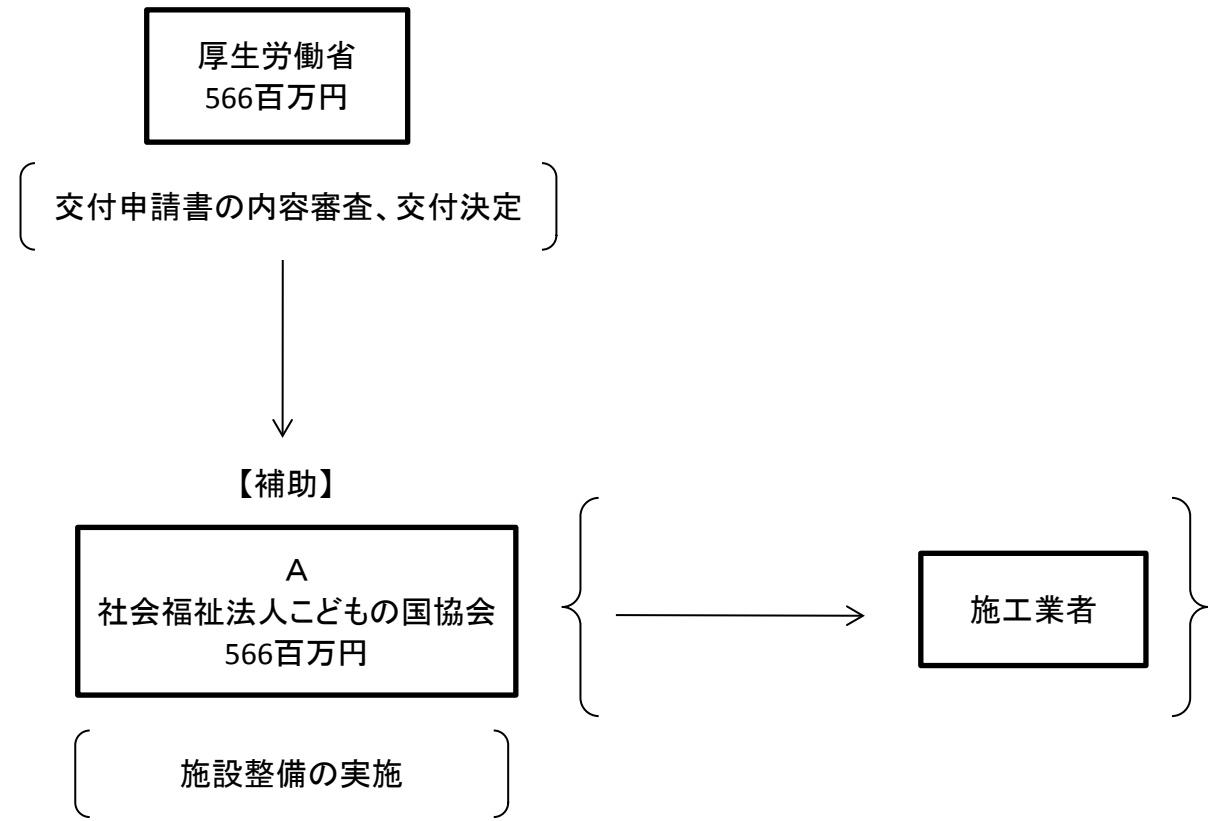 厚生労働省
566百万円
交付申請書の内容審査、交付決定
【補助】
A
社会福祉法人こどもの国協会
566百万円
施工業者
施設整備の実施